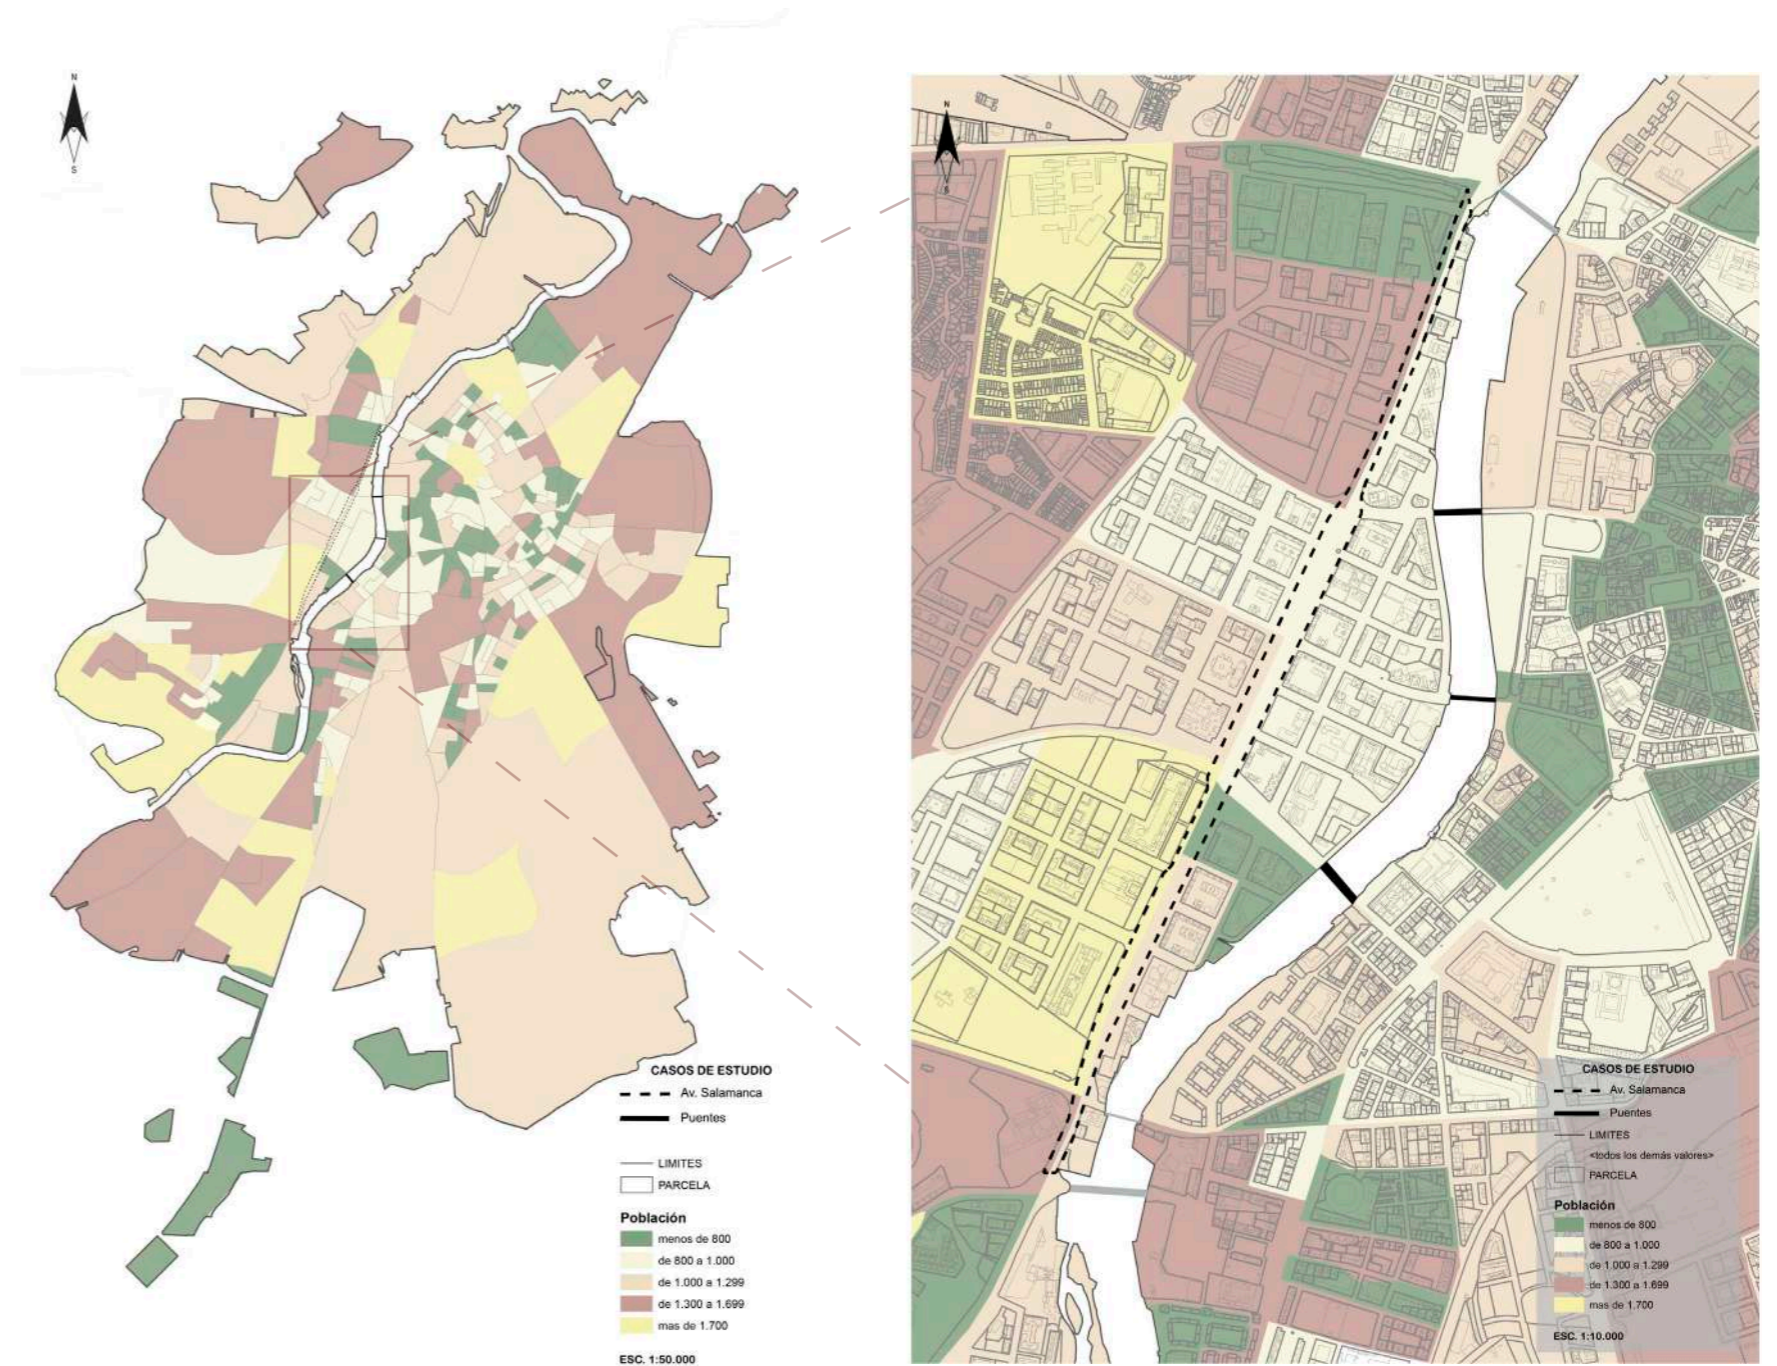 N
S
CASOS DE ESTUDIO
Av. Salamanca
Puentes
LIMITES
PARCELA
Población
menos de 800
de 800 a 1.000
de 1.000 a 1.299
de 1.300 a 1.699
mas de 1.700
ESC. 1:50.000
N
S
CASOS DE ESTUDIO
Av. Salamanca
Puentes
LIMITES
<todos los demás valores>
PARCELA
Población
menos de 800
de 800 a 1.000
de 1.000 a 1.299
de 1.300 a 1.699
mas de 1.700
ESC. 1:10.000